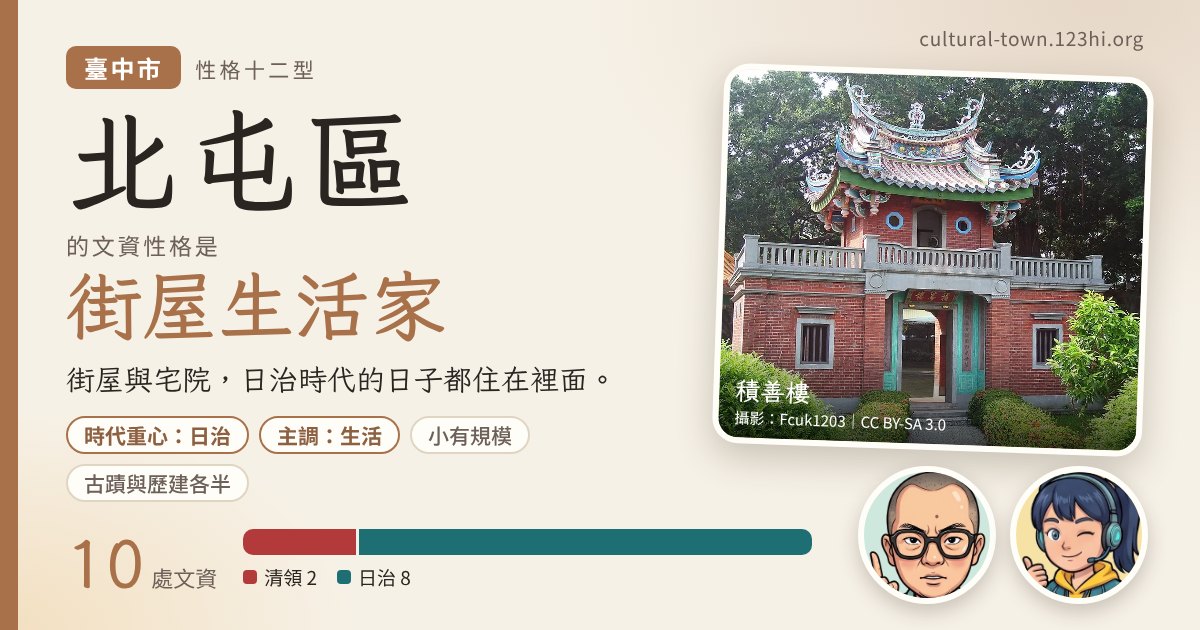 cultural-town.123hi.org
臺中市 性格十二型
北屯區
的文資性格是
街屋生活家
街屋與宅院，日治時代的日子都住在裡面。
時代重心：日治 主調：生活 小有規模
古蹟與歷建各半
10 處文資
清領 2 日治 8
積善樓
攝影：Fcuk1203｜CC BY-SA 3.0